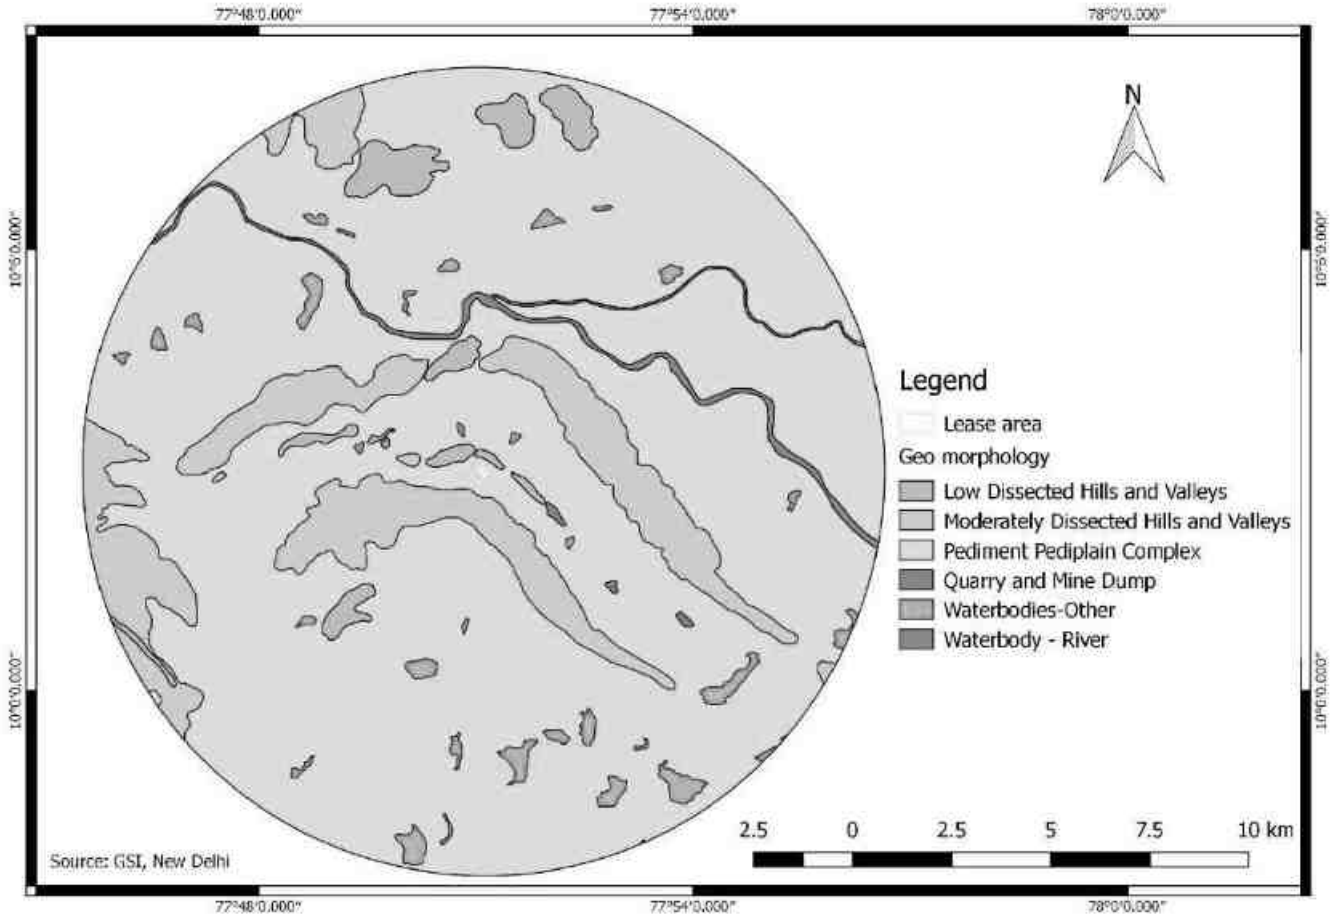 77°48'0.000" 77°54'0.000" 78°0'0.000"
N
10°5'0.000" 10°5'0.000"
Legend
Lease area
Geo morphology
Low Dissected Hills and Valleys
Moderately Dissected Hills and Valleys
Pediment Pediplain Complex
Quarry and Mine Dump
Waterbodies-Other
Waterbody - River
10°0'0.000" 10°0'0.000"
2.5 0 2.5 5 7.5 10 km
Source: GSI, New Delhi
77°48'0.000" 77°54'0.000" 78°0'0.000"